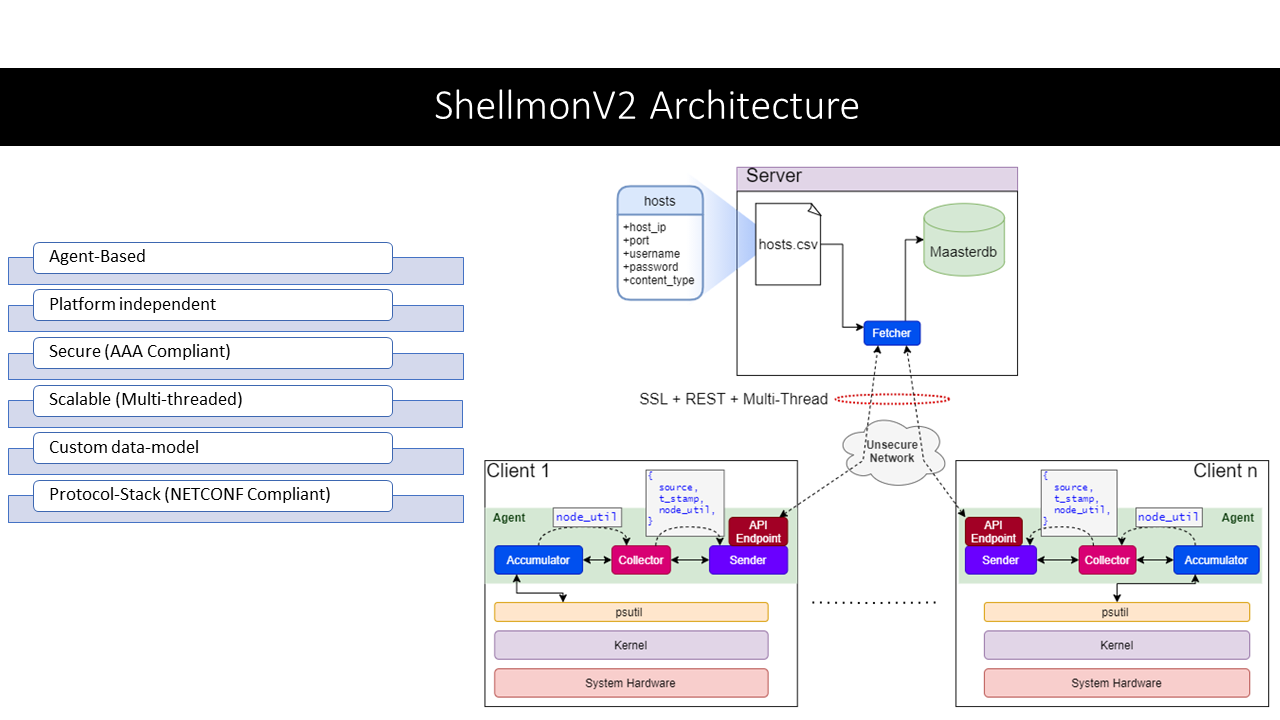 ShellmonV2 Architecture
Agent-Based
Platform independent
Secure (AAA Compliant)
Scalable (Multi-threaded)
Custom data-model
Protocol-Stack (NETCONF Compliant)
Server
hosts
+host_ip
+port
+username
+password
+content_type
hosts.csv
Maasterdb
Fetcher
SSL + REST + Multi-Thread
Unsecure
Network
Client 1
{
source,
t_stamp,
node_util,
}
node_util
Agent
API
Endpoint
Accumulator
Collector
Sender
psutil
Kernel
System Hardware
Client n
{
source,
t_stamp,
node_util,
}
node_util
Agent
API
Endpoint
Sender
Collector
Accumulator
psutil
Kernel
System Hardware